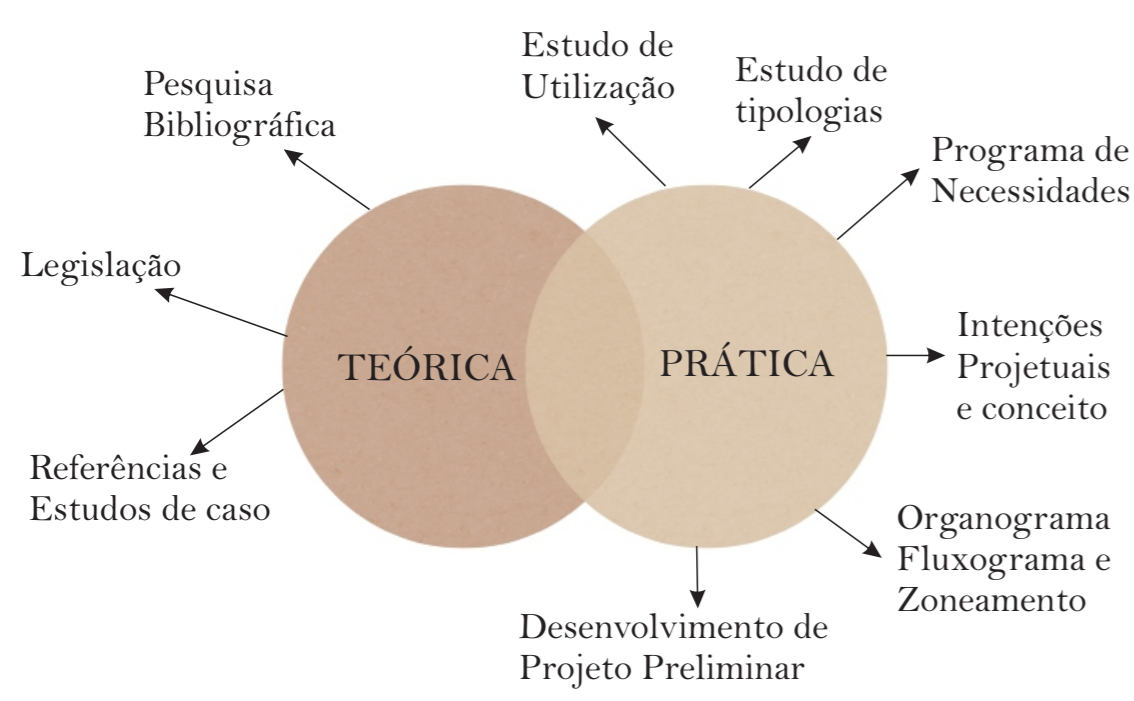 Pesquisa
Bibliográfica
Legislação
Referências e
Estudos de caso
TEÓRICA
PRÁTICA
Estudo de
Utilização
Estudo de
tipologias
Programa de
Necessidades
Intenções
Projetuais
e conceito
Organograma
Fluxograma e
Zoneamento
Desenvolvimento de
Projeto Preliminar